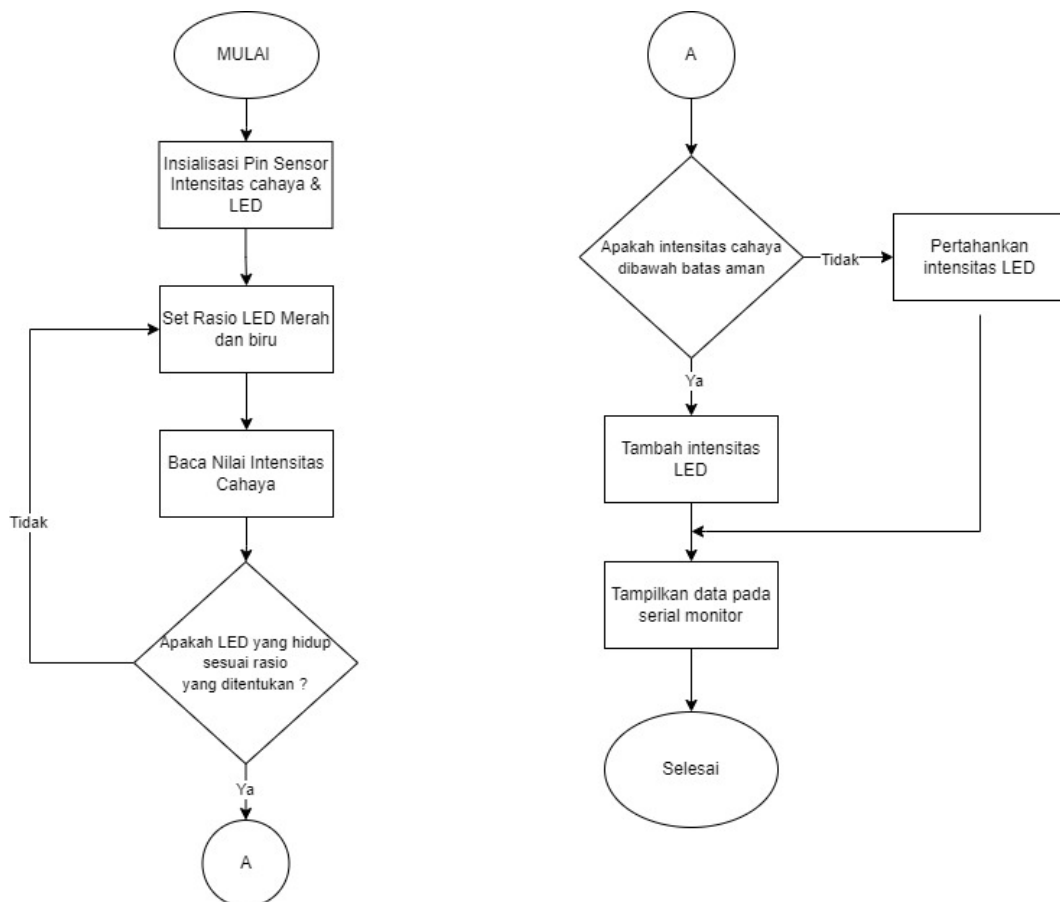 MULAI
Insialisasi Pin Sensor
Intensitas cahaya &
LED
Set Rasio LED Merah
dan biru
Baca Nilai Intensitas
Cahaya
Tidak
Apakah LED yang hidup
sesuai rasio
yang ditentukan ?
Ya
A
A
Apakah intensitas cahaya
dibawah batas aman
Tidak
Pertahankan
intensitas LED
Ya
Tambah intensitas
LED
Tampilkan data pada
serial monitor
Selesai